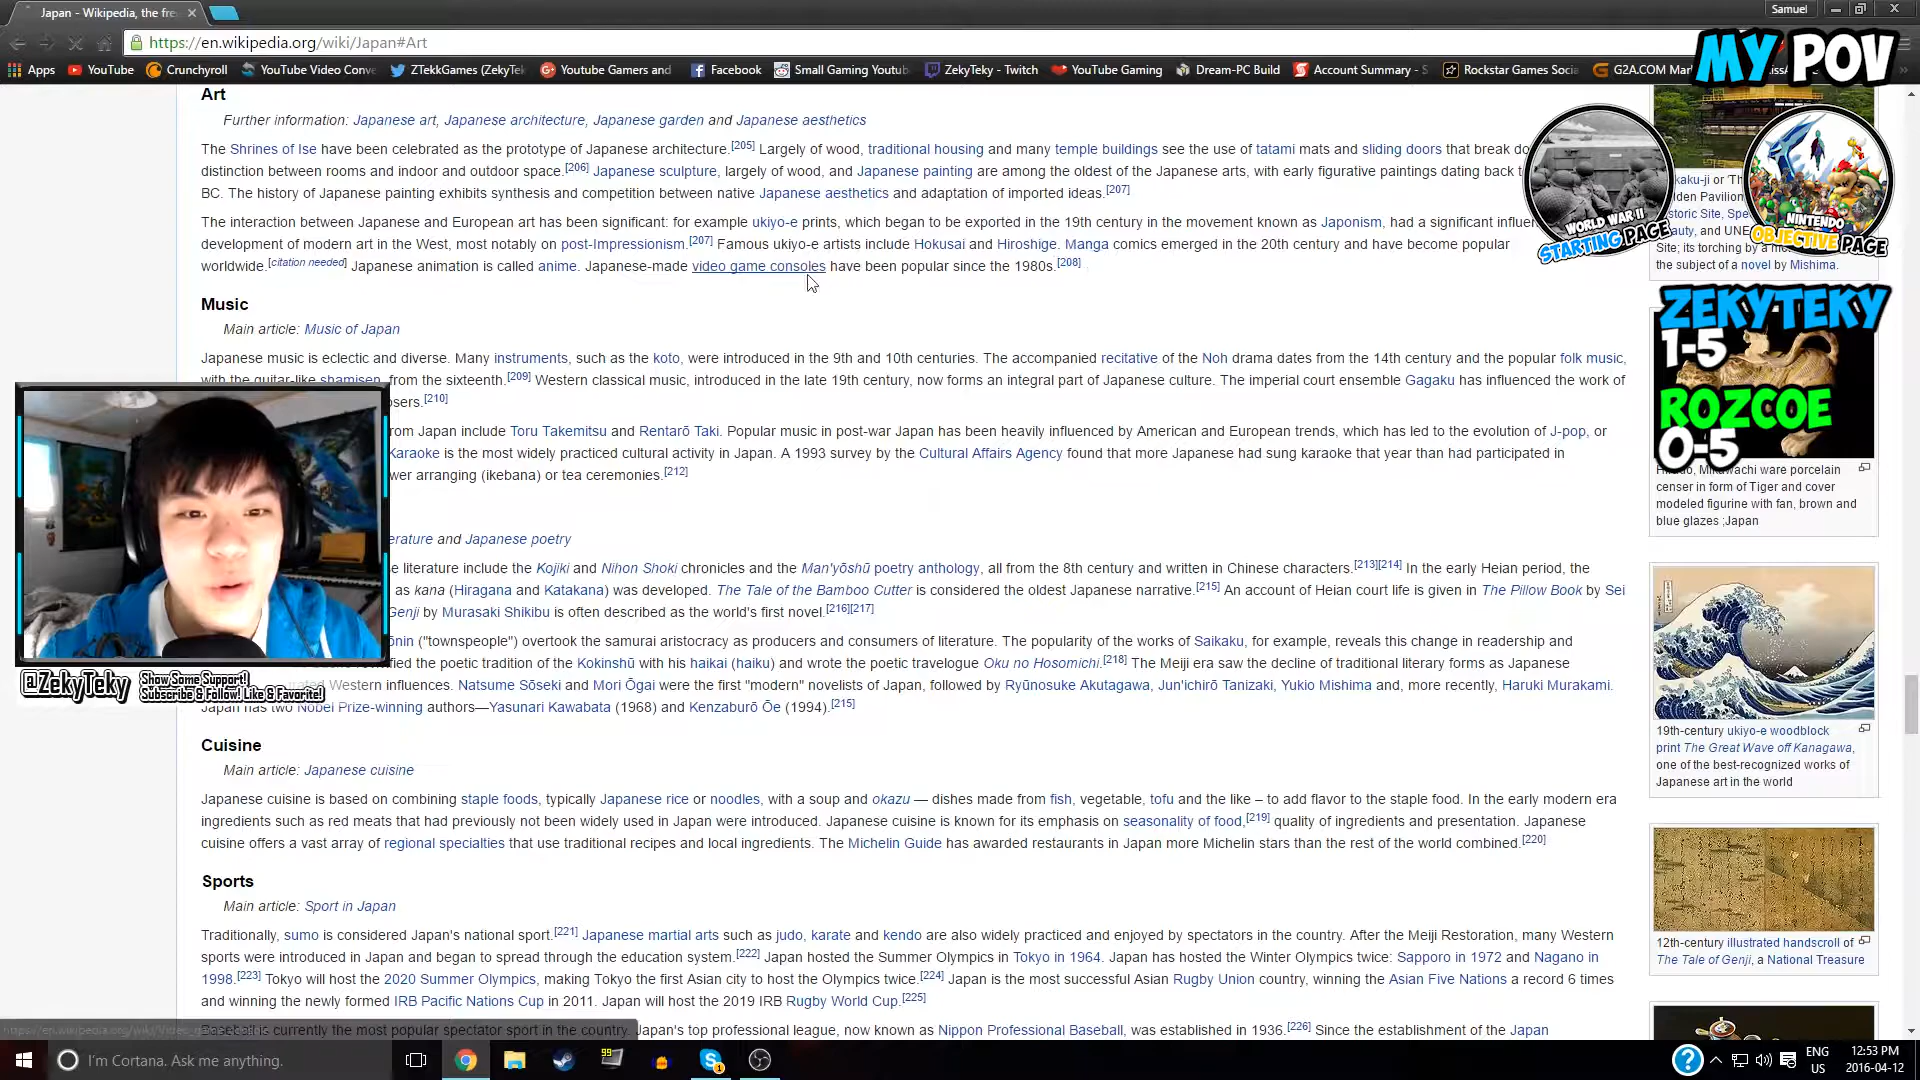 Japan - Wikipedia, the fre
Samuel
https://en.wikipedia.org/wiki/Japan#Art
Apps YouTube Crunchyroll YouTube Video Conve ZTekkGames (ZekyTek Youtube Gamers and Facebook Small Gaming Youtub ZekyTeky - Twitch YouTube Gaming Dream-PC Build Account Summary - S Rockstar Games Socia G2A.COM Mar
MY POV
Art
Further information: Japanese art, Japanese architecture, Japanese garden and Japanese aesthetics
The Shrines of Ise have been celebrated as the prototype of Japanese architecture.[205] Largely of wood, traditional housing and many temple buildings see the use of tatami mats and sliding doors that break do
distinction between rooms and indoor and outdoor space.[206] Japanese sculpture, largely of wood, and Japanese painting are among the oldest of the Japanese arts, with early figurative paintings dating back t
BC. The history of Japanese painting exhibits synthesis and competition between native Japanese aesthetics and adaptation of imported ideas.[207]
The interaction between Japanese and European art has been significant: for example ukiyo-e prints, which began to be exported in the 19th century in the movement known as Japonism, had a significant influe
development of modern art in the West, most notably on post-Impressionism.[207] Famous ukiyo-e artists include Hokusai and Hiroshige. Manga comics emerged in the 20th century and have become popular
worldwide.[citation needed] Japanese animation is called anime. Japanese-made video game consoles have been popular since the 1980s.[208]
WORLD WAR II
STARTING PAGE
NINTENDO
OBJECTIVE PAGE
kaku-ji or 'Th
lden Pavilion
storic Site, Spe
auty, and UNE
Site; its torching by a
the subject of a novel by Mishima.
Music
Main article: Music of Japan
Japanese music is eclectic and diverse. Many instruments, such as the koto, were introduced in the 9th and 10th centuries. The accompanied recitative of the Noh drama dates from the 14th century and the popular folk music,
with the guitar-like shamisen, from the sixteenth.[209] Western classical music, introduced in the late 19th century, now forms an integral part of Japanese culture. The imperial court ensemble Gagaku has influenced the work of
sers.[210]
om Japan include Toru Takemitsu and Rentarō Taki. Popular music in post-war Japan has been heavily influenced by American and European trends, which has led to the evolution of J-pop, or
Karaoke is the most widely practiced cultural activity in Japan. A 1993 survey by the Cultural Affairs Agency found that more Japanese had sung karaoke that year than had participated in
wer arranging (ikebana) or tea ceremonies.[212]
ZEKYTEKY
1-5
ROZCOE
0-5
Hirado, Mikawachi ware porcelain
censer in form of Tiger and cover
modeled figurine with fan, brown and
blue glazes ;Japan
erature and Japanese poetry
e literature include the Kojiki and Nihon Shoki chronicles and the Man'yōshū poetry anthology, all from the 8th century and written in Chinese characters.[213][214] In the early Heian period, the
as kana (Hiragana and Katakana) was developed. The Tale of the Bamboo Cutter is considered the oldest Japanese narrative.[215] An account of Heian court life is given in The Pillow Book by Sei
Genji by Murasaki Shikibu is often described as the world's first novel.[216][217]
ōnin ("townspeople") overtook the samurai aristocracy as producers and consumers of literature. The popularity of the works of Saikaku, for example, reveals this change in readership and
fied the poetic tradition of the Kokinshū with his haikai (haiku) and wrote the poetic travelogue Oku no Hosomichi.[218] The Meiji era saw the decline of traditional literary forms as Japanese
Western influences. Natsume Sōseki and Mori Ōgai were the first "modern" novelists of Japan, followed by Ryūnosuke Akutagawa, Jun'ichirō Tanizaki, Yukio Mishima and, more recently, Haruki Murakami.
Japan has two Nobel Prize-winning authors—Yasunari Kawabata (1968) and Kenzaburō Ōe (1994).[215]
@ZekyTeky
Show Some Support!
Subscribe & Follow! Like & Favorite!
19th-century ukiyo-e woodblock
print The Great Wave off Kanagawa,
one of the best-recognized works of
Japanese art in the world
Cuisine
Main article: Japanese cuisine
Japanese cuisine is based on combining staple foods, typically Japanese rice or noodles, with a soup and okazu — dishes made from fish, vegetable, tofu and the like – to add flavor to the staple food. In the early modern era
ingredients such as red meats that had previously not been widely used in Japan were introduced. Japanese cuisine is known for its emphasis on seasonality of food,[219] quality of ingredients and presentation. Japanese
cuisine offers a vast array of regional specialties that use traditional recipes and local ingredients. The Michelin Guide has awarded restaurants in Japan more Michelin stars than the rest of the world combined.[220]
Sports
Main article: Sport in Japan
Traditionally, sumo is considered Japan's national sport.[221] Japanese martial arts such as judo, karate and kendo are also widely practiced and enjoyed by spectators in the country. After the Meiji Restoration, many Western
sports were introduced in Japan and began to spread through the education system.[222] Japan hosted the Summer Olympics in Tokyo in 1964. Japan has hosted the Winter Olympics twice: Sapporo in 1972 and Nagano in
1998.[223] Tokyo will host the 2020 Summer Olympics, making Tokyo the first Asian city to host the Olympics twice.[224] Japan is the most successful Asian Rugby Union country, winning the Asian Five Nations a record 6 times
and winning the newly formed IRB Pacific Nations Cup in 2011. Japan will host the 2019 IRB Rugby World Cup.[225]
Baseball is currently the most popular spectator sport in the country. Japan's top professional league, now known as Nippon Professional Baseball, was established in 1936.[226] Since the establishment of the Japan
12th-century illustrated handscroll of
The Tale of Genji, a National Treasure
I'm Cortana. Ask me anything.
99
1
ENG
US
12:53 PM
2016-04-12